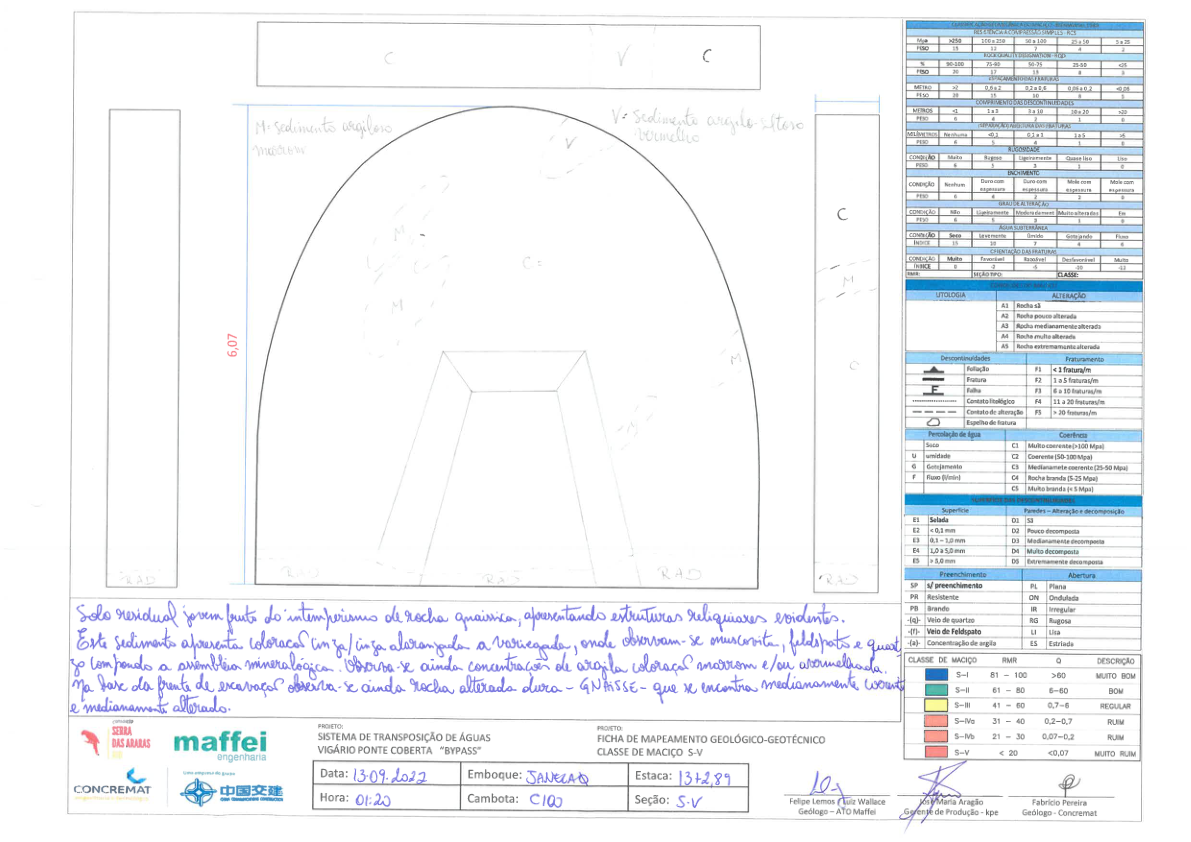 C
V
C
M= Sedimento argiloso
marrom
V= Sedimento argilo-siltoso
vermelho
V
M
C
M
C=
M
M
M
C
M
6,07
RAD
RAD
RAD
RAD
RAD
RESISTÊNCIA A COMPRESSÃO SIMPLES - RCS
Mpa >250 100 a 250 50 a 100 25 a 50 5 a 25
PESO 15 12 7 4 2
% 90-100 75-90 50-75 25-50 <25
PESO 20 17 13 8 3
ESPAÇAMENTO DAS FRATURAS
METRO >2 0,6 a 2 0,2 a 0,6 0,06 a 0,2 <0,06
PESO 20 15 10 8 5
COMPRIMENTO DAS DESCONTINUIDADES
METROS <1 1 a 3 3 a 10 10 a 20 >20
PESO 6 4 2 1 0
MILÍMETROS Nenhuma <0,1 0,1 a 1 1 a 5 >5
PESO 6 5 4 1 0
RUGOSIDADE
CONDIÇÃO Muito Rugosa Ligeiramente Quase liso Liso
PESO 6 5 3 1 0
ENCHIMENTO
CONDIÇÃO Nenhum Duro com espessura Duro com espessura Mole com espessura Mole com espessura
PESO 6 4 2 2 0
GRAU DE ALTERAÇÃO
CONDIÇÃO Não Ligeiramente Moderadament Muito alterados Em
PESO 6 5 3 1 0
ÁGUA SUBTERRÂNEA
CONDIÇÃO Seco Levemente Úmido Gotejando Fluxo
ÍNDICE 15 10 7 4 0
ORIENTAÇÃO DAS FRATURAS
CONDIÇÃO Muito Favorável Razoável Desfavorável Muito
ÍNDICE 0 -2 -5 -10 -12
RMR: SEÇÃO TIPO: CLASSE:
LITOLOGIA ALTERAÇÃO
A1 Rocha sã
A2 Rocha pouco alterada
A3 Rocha medianamente alterada
A4 Rocha muito alterada
A5 Rocha extremamente alterada
Descontinuidades Fraturamento
Foliação F1 < 1 fratura/m
Fratura F2 1 a 5 fraturas/m
F Falha F3 6 a 10 fraturas/m
Contato litológico F4 11 a 20 fraturas/m
Contato de alteração F5 > 20 fraturas/m
Espelho de fratura
Percolação de água Coerência
Seco C1 Muito coerente (>100 Mpa)
U umidade C2 Coerente (50-100 Mpa)
G Gotejamento C3 Medianamete coerente (25-50 Mpa)
F Fluxo (l/min) C4 Rocha branda (5-25 Mpa)
C5 Muito branda (< 5 Mpa)
Superfície Paredes – Alteração e decomposição
E1 Selada D1 Sã
E2 < 0,1 mm D2 Pouco decomposta
E3 0,1 – 1,0 mm D3 Medianamente decomposta
E4 1,0 a 5,0 mm D4 Muito decomposta
E5 > 5,0 mm D5 Extremamente decomposta
Preenchimento Abertura
SP s/ preenchimento PL Plana
PR Resistente ON Ondulada
PB Brando IR Irregular
-(q)- Veio de quartzo RG Rugosa
-(f)- Veio de Feldspato LI Lisa
-(a)- Concentração de argila ES Estriada
CLASSE DE MACIÇO RMR Q DESCRIÇÃO
S-I 81 – 100 >60 MUITO BOM
S-II 61 – 80 6-60 BOM
S-III 41 – 60 0,7-6 REGULAR
S-IVa 31 – 40 0,2-0,7 RUIM
S-IVb 21 – 30 0,07-0,2 RUIM
S-V < 20 <0,07 MUITO RUIM
Solo residual jovem fruto do intemperismo de rocha gnaissica, apresentando estruturas reliquiares evidentes.
Este sedimento apresenta coloração cinza/cinza alaranzada a variegada, onde observam-se muscovita, feldspato e quart
zo compondo a assembleia mineralógica. Observa-se ainda concentrações de argila coloração marrom e/ou avermelhada.
Na base da frente de escavação observa-se ainda rocha alterada dura - GNAISSE - que se encontra medianamente coerente
e medianamente alterado.
SERRA
DAS ARARAS
maffei
engenharia
CONCREMAT
中国交建
PROJETO:
SISTEMA DE TRANSPOSIÇÃO DE ÁGUAS
VIGÁRIO PONTE COBERTA "BYPASS"
PROJETO:
FICHA DE MAPEAMENTO GEOLÓGICO-GEOTÉCNICO
CLASSE DE MACIÇO S-V
Data: 13-09-2022 Emboque: JANELAO Estaca: 13+2,89
Hora: 01:20 Cambota: C100 Seção: S-V
Felipe Lemos / Luiz Wallace
Geólogo – ATO Maffei
José Maria Aragão
Gerente de Produção - kpe
Fabrício Pereira
Geólogo - Concremat